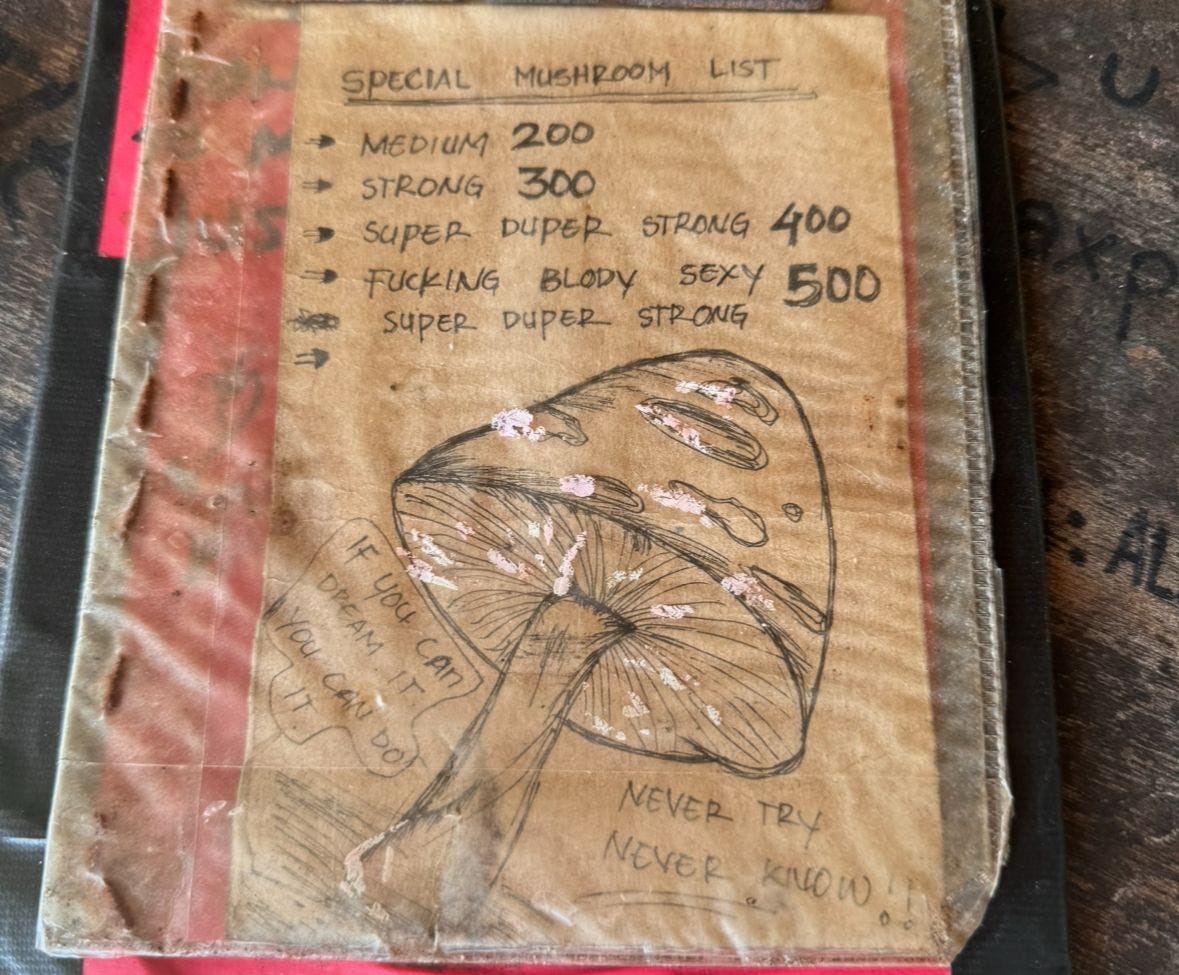 SPECIAL MUSHROOM LIST
→ MEDIUM 200
→ STRONG 300
→ SUPER DUPER STRONG 400
→ FUCKING BLODY SEXY 500
SUPER DUPER STRONG
→
IF YOU CAN
DREAM IT
YOU CAN DO
IT.
NEVER TRY
NEVER KNOW!!
: AL